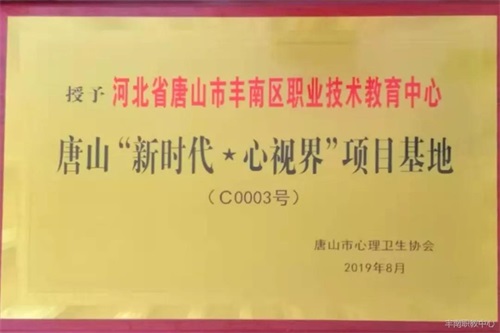 授予 河北省唐山市丰南区职业技术教育中心
唐山“新时代★心视界”项目基地
（C0003号）
唐山市心理卫生协会
2019年8月
丰南职教中心